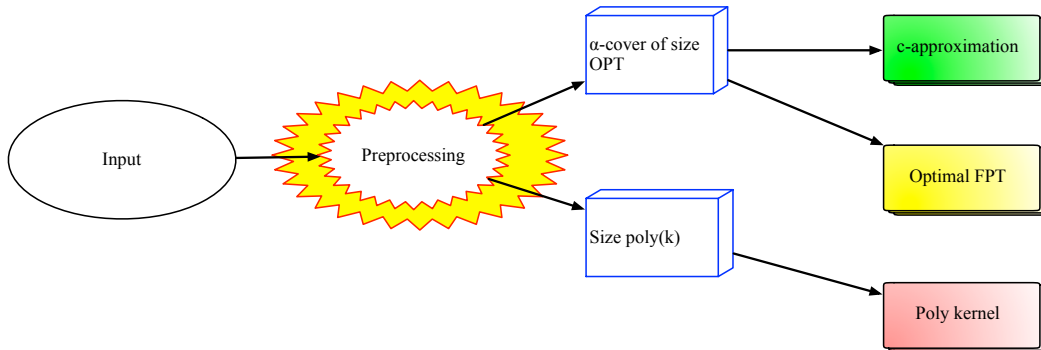 Input
Preprocessing
α-cover of size
OPT
Size poly(k)
c-approximation
Optimal FPT
Poly kernel